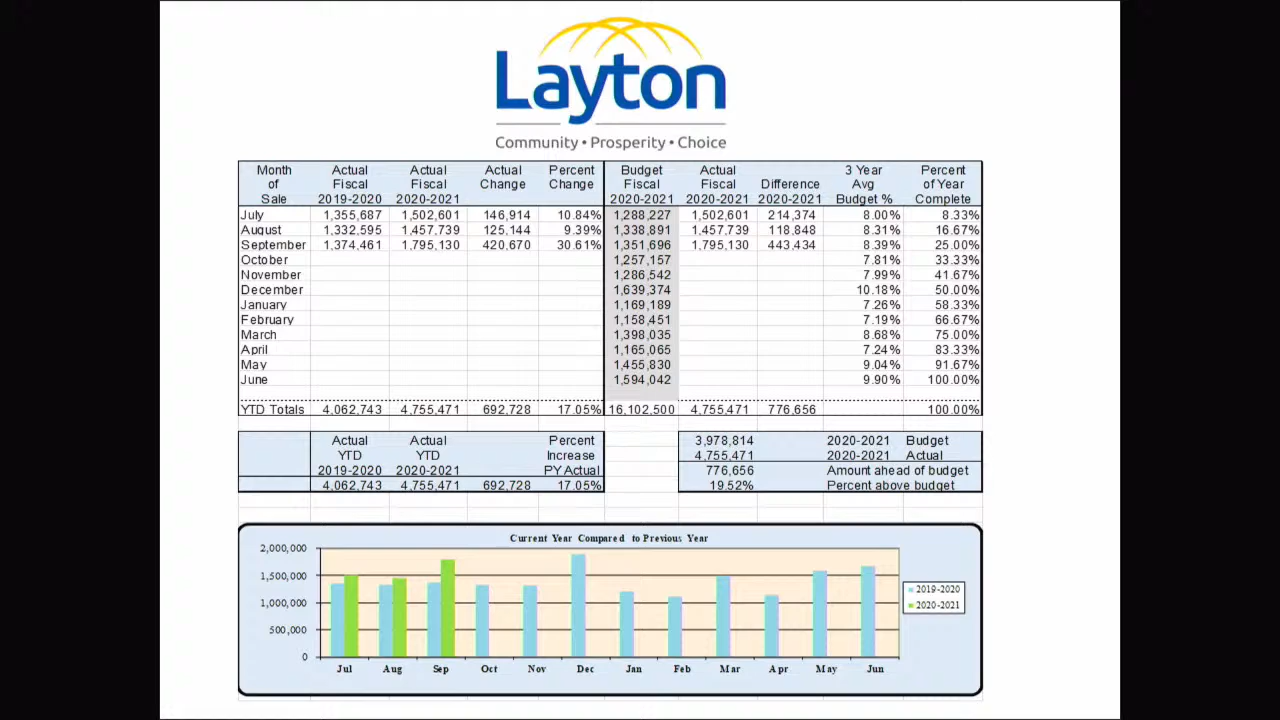 Layton
Community • Prosperity • Choice
Month Actual Actual Actual Percent Budget Actual 3 Year Percent
of Fiscal Fiscal Change Change Fiscal Fiscal Difference Avg of Year
Sale 2019-2020 2020-2021 2020-2021 2020-2021 2020-2021 Budget % Complete
July 1,355,687 1,502,601 146,914 10.84% 1,288,227 1,502,601 214,374 8.00% 8.33%
August 1,332,595 1,457,739 125,144 9.39% 1,338,891 1,457,739 118,848 8.31% 16.67%
September 1,374,461 1,795,130 420,670 30.61% 1,351,696 1,795,130 443,434 8.39% 25.00%
October 1,257,157 7.81% 33.33%
November 1,286,542 7.99% 41.67%
December 1,639,374 10.18% 50.00%
January 1,169,189 7.26% 58.33%
February 1,158,451 7.19% 66.67%
March 1,398,035 8.68% 75.00%
April 1,165,065 7.24% 83.33%
May 1,455,830 9.04% 91.67%
June 1,594,042 9.90% 100.00%
YTD Totals 4,062,743 4,755,471 692,728 17.05% 16,102,500 4,755,471 776,656 100.00%
Actual Actual Percent
YTD YTD Increase
2019-2020 2020-2021 PY Actual
4,062,743 4,755,471 692,728 17.05%
3,978,814 2020-2021 Budget
4,755,471 2020-2021 Actual
776,656 Amount ahead of budget
19.52% Percent above budget
Current Year Compared to Previous Year
2,000,000
1,500,000
1,000,000
500,000
0
Jul Aug Sep Oct Nov Dec Jan Feb Mar Apr May Jun
2019-2020
2020-2021